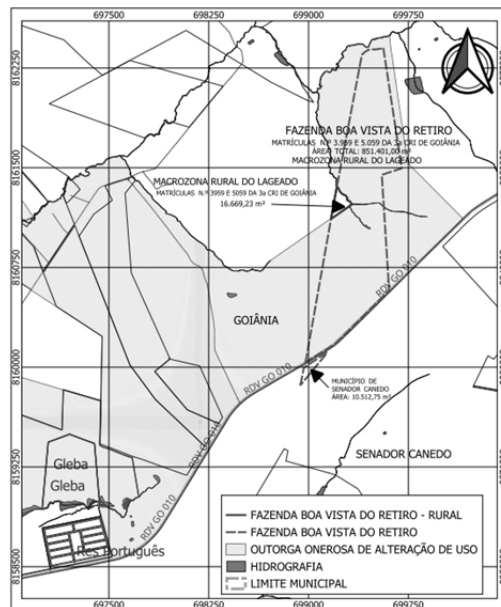 697500 698250 699000 699750
8162250
FAZENDA BOA VISTA DO RETIRO
MATRÍCULAS N.º 3.959 E 5.059 DA 3a CRI DE GOIÂNIA
ÁREA TOTAL: 851.401,00 m²
MACROZONA RURAL DO LAGEADO
8161500
MACROZONA RURAL DO LAGEADO
MATRÍCULAS N.º 3959 E 5059 DA 3a CRI DE GOIÂNIA
16.669,23 m²
8160750
RDV GO 010
GOIÂNIA
8160000
RDV GO 010
MUNICÍPIO DE
SENADOR CANEDO
ÁREA: 10.512,75 m²
RDV GO 010
SENADOR CANEDO
8159250
Gleba
Gleba
RDV GO 010
Res Português
8158500
FAZENDA BOA VISTA DO RETIRO - RURAL
FAZENDA BOA VISTA DO RETIRO
OUTORGA ONEROSA DE ALTERAÇÃO DE USO
HIDROGRAFIA
LIMITE MUNICIPAL
697500 698250 699000 699750